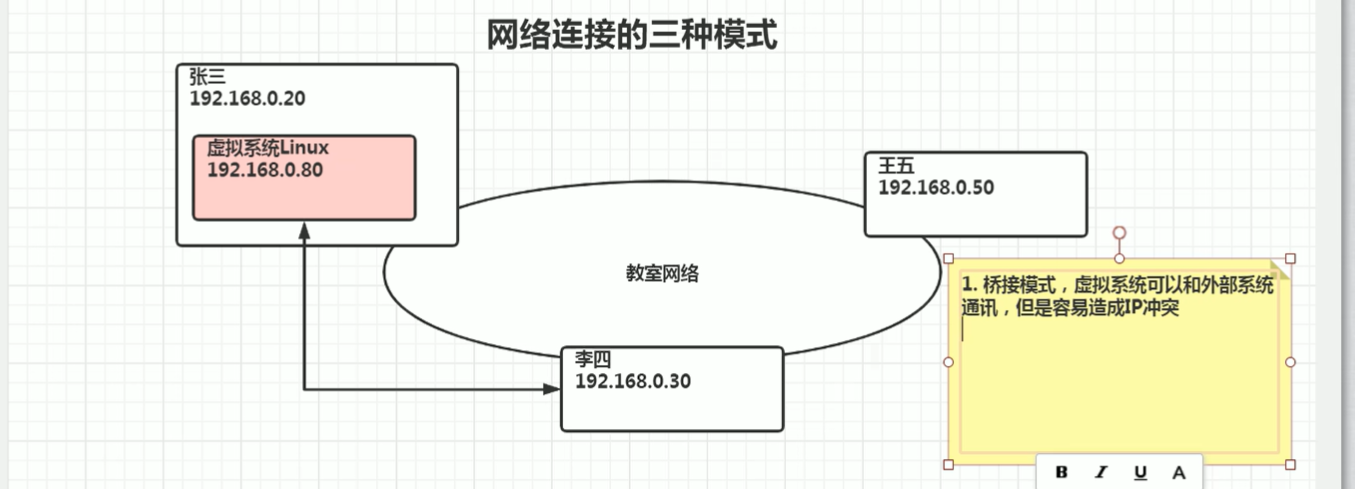 网络连接的三种模式
张三
192.168.0.20
虚拟系统Linux
192.168.0.80
王五
192.168.0.50
教室网络
1. 桥接模式，虚拟系统可以和外部系统
通讯，但是容易造成IP冲突
李四
192.168.0.30
B I U A